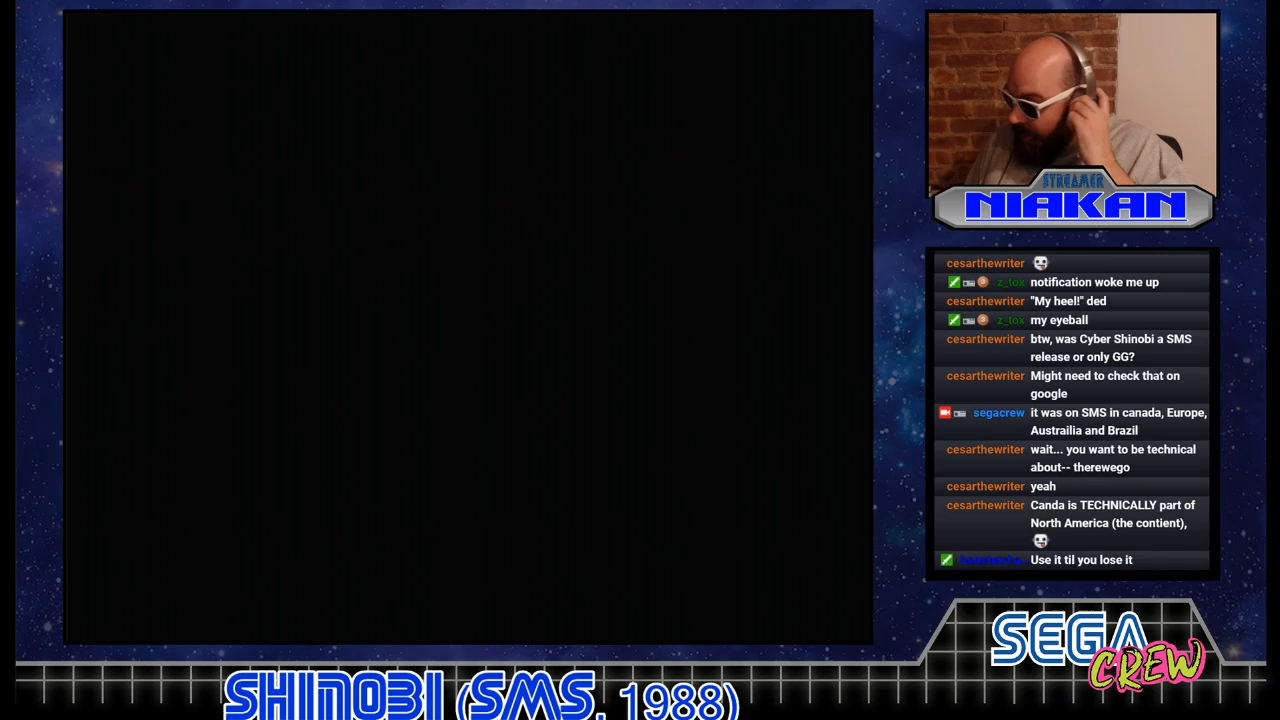 STREAMER
NIAKAN
cesarthewriter
z_tox notification woke me up
cesarthewriter "My heel!" ded
z_tox my eyeball
cesarthewriter btw, was Cyber Shinobi a SMS
release or only GG?
cesarthewriter Might need to check that on
google
segacrew it was on SMS in canada, Europe,
Austrailia and Brazil
cesarthewriter wait... you want to be technical
about-- therewego
cesarthewriter yeah
cesarthewriter Canda is TECHNICALLY part of
North America (the contient),
Use it til you lose it
SEGA
CREW
SHINOBI (SMS, 1988)